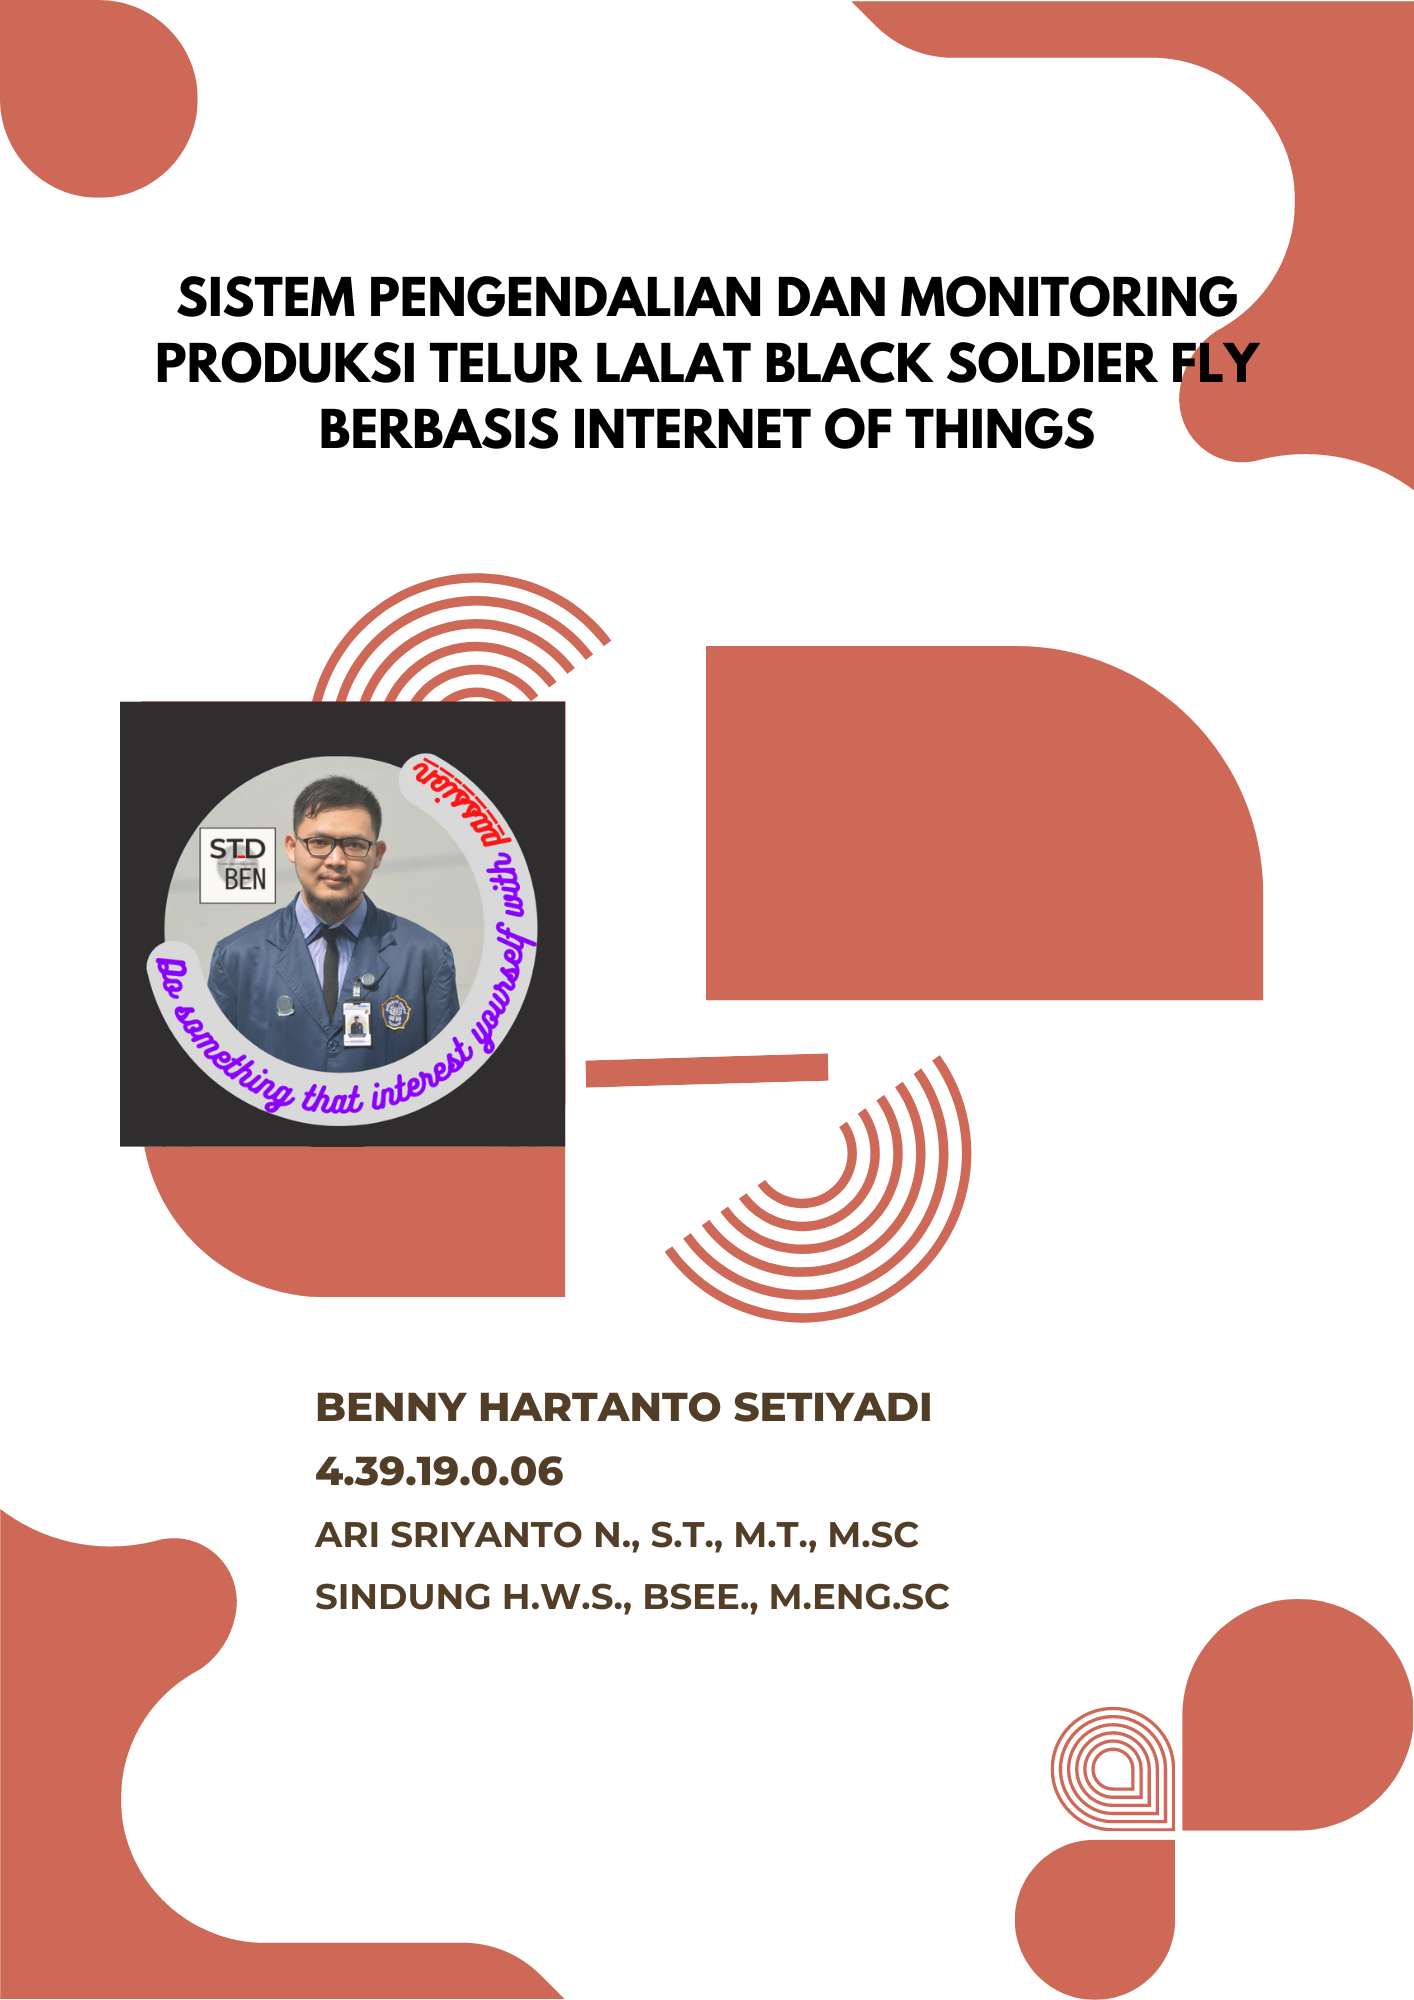 SISTEM PENGENDALIAN DAN MONITORING
PRODUKSI TELUR LALAT BLACK SOLDIER FLY
BERBASIS INTERNET OF THINGS
STD
BEN
Do something that interest yourself with passion
BENNY HARTANTO SETIYADI
4.39.19.0.06
ARI SRIYANTO N., S.T., M.T., M.SC
SINDUNG H.W.S., BSEE., M.ENG.SC